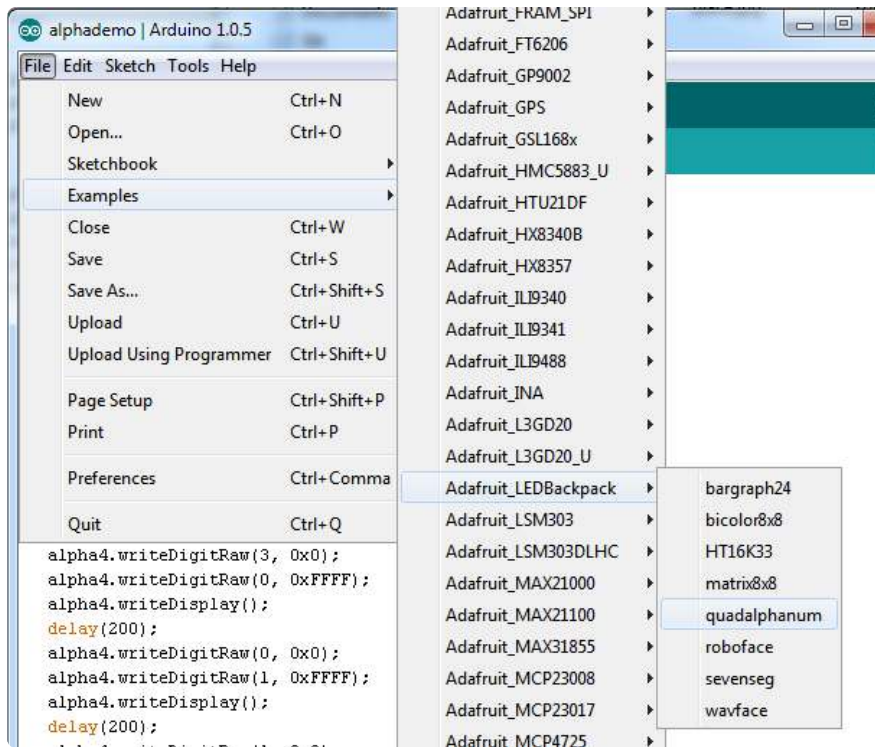 alphademo | Arduino 1.0.5
File Edit Sketch Tools Help
New Ctrl+N
Open... Ctrl+O
Sketchbook
Examples
Close Ctrl+W
Save Ctrl+S
Save As... Ctrl+Shift+S
Upload Ctrl+U
Upload Using Programmer Ctrl+Shift+U
Page Setup Ctrl+Shift+P
Print Ctrl+P
Preferences Ctrl+Comma
Quit Ctrl+Q
alpha4.writeDigitRaw(3, 0x0);
alpha4.writeDigitRaw(0, 0xFFFF);
alpha4.writeDisplay();
delay(200);
alpha4.writeDigitRaw(0, 0x0);
alpha4.writeDigitRaw(1, 0xFFFF);
alpha4.writeDisplay();
delay(200);
Adafruit_FRAM_SPI
Adafruit_FT6206
Adafruit_GP9002
Adafruit_GPS
Adafruit_GSL168x
Adafruit_HMC5883_U
Adafruit_HTU21DF
Adafruit_HX8340B
Adafruit_HX8357
Adafruit_ILI9340
Adafruit_ILI9341
Adafruit_ILI9488
Adafruit_INA
Adafruit_L3GD20
Adafruit_L3GD20_U
Adafruit_LEDBackpack
Adafruit_LSM303
Adafruit_LSM303DLHC
Adafruit_MAX21000
Adafruit_MAX21100
Adafruit_MAX31855
Adafruit_MCP23008
Adafruit_MCP23017
Adafruit_MCP4725
bargraph24
bicolor8x8
HT16K33
matrix8x8
quadalphanum
roboface
sevenseg
wavface